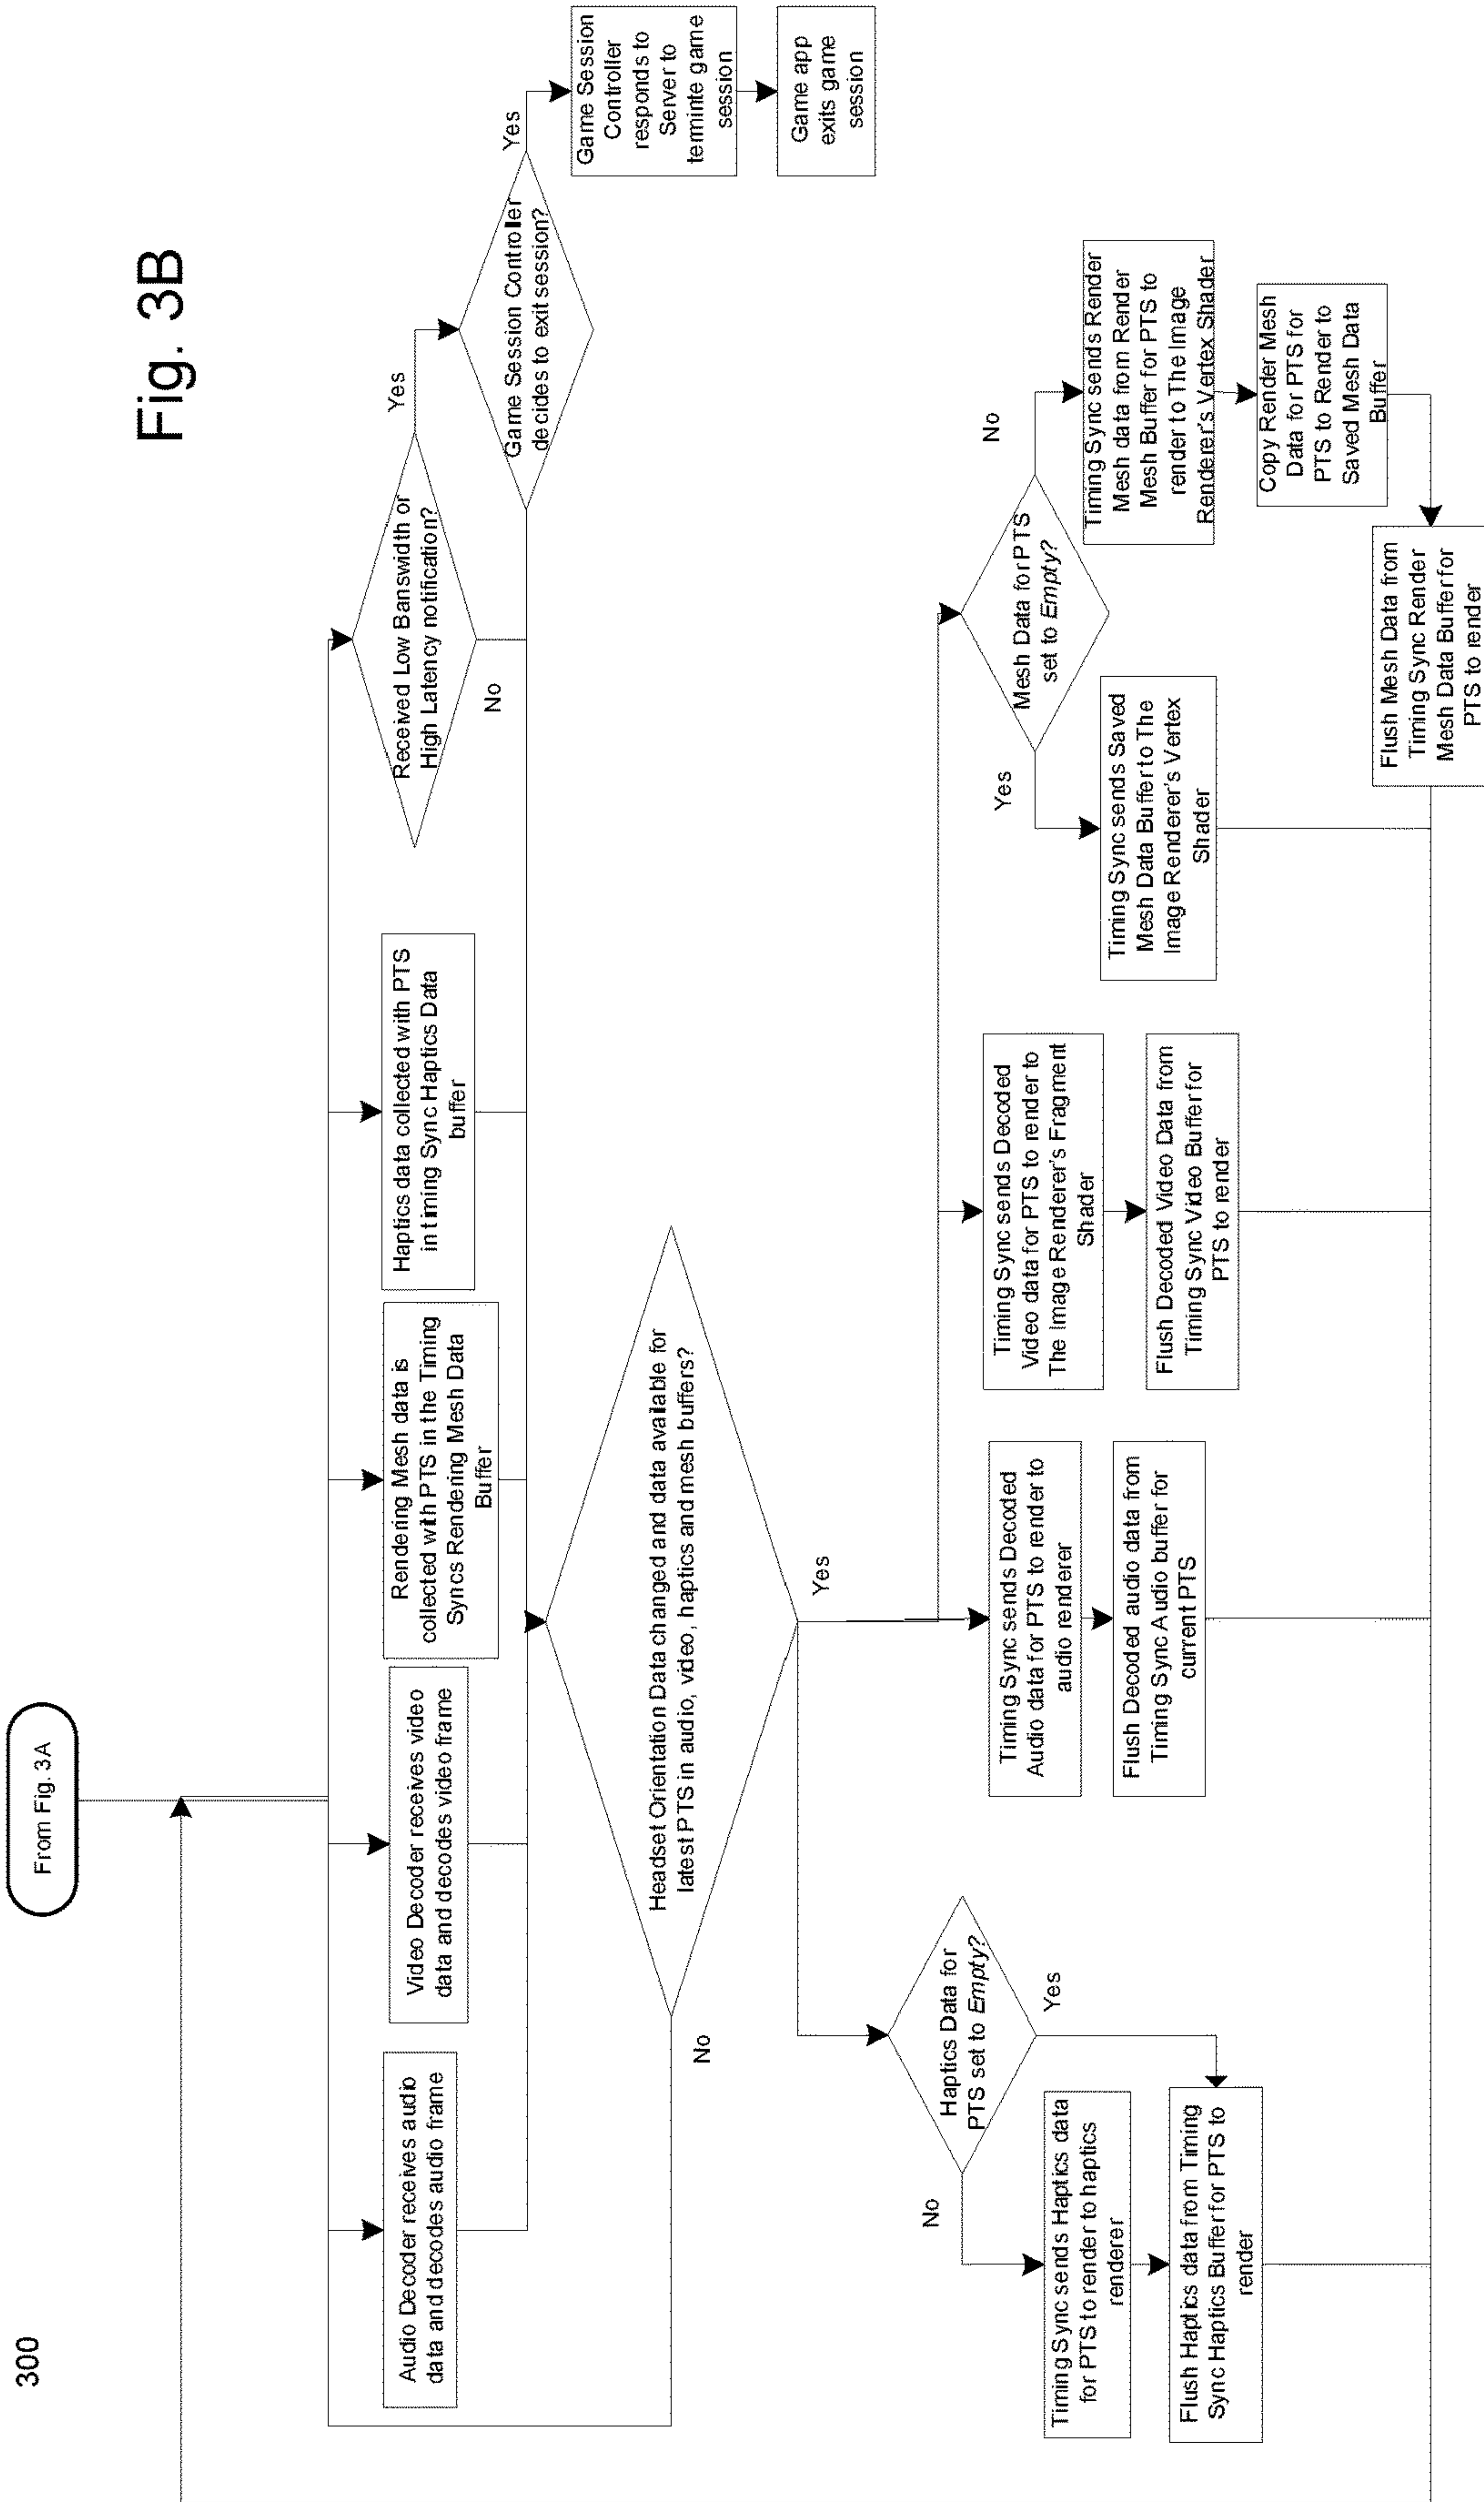 300
Fig. 3B
From Fig. 3A
Audio Decoder receives audio
data and decodes audio frame
Video Decoder receives video
data and decodes video frame
Rendering Mesh data is
collected with PTS in the Timing
Syncs Rendering Mesh Data
Buffer
Haptics data collected with PTS
in timing Sync Haptics Data
buffer
Received Low Banswidth or
High Latency notification?
Yes
No
Game Session Controller
decides to exit session?
Yes
Game Session
Controller
responds to
Server to
terminte game
session
Game app
exits game
session
Headset Orientation Data changed and data available for
latest PTS in audio, video, haptics and mesh buffers?
No
Yes
Haptics Data for
PTS set to Empty?
No
Yes
Timing Sync sends Haptics data
for PTS to render to haptics
renderer
Flush Haptics data from Timing
Sync Haptics Buffer for PTS to
render
Timing Sync sends Decoded
Audio data for PTS to render to
audio renderer
Flush Decoded audio data from
Timing Sync Audio buffer for
current PTS
Timing Sync sends Decoded
Video data for PTS to render to
The Image Renderer's Fragment
Shader
Flush Decoded Video Data from
Timing Sync Video Buffer for
PTS to render
Mesh Data for PTS
set to Empty?
Yes
No
Timing Sync sends Saved
Mesh Data Buffer to The
Image Renderer's Vertex
Shader
Timing Sync sends Render
Mesh data from Render
Mesh Buffer for PTS to
render to The Image
Renderer's Vertex Shader
Copy Render Mesh
Data for PTS for
PTS to Render to
Saved Mesh Data
Buffer
Flush Mesh Data from
Timing Sync Render
Mesh Data Buffer for
PTS to render